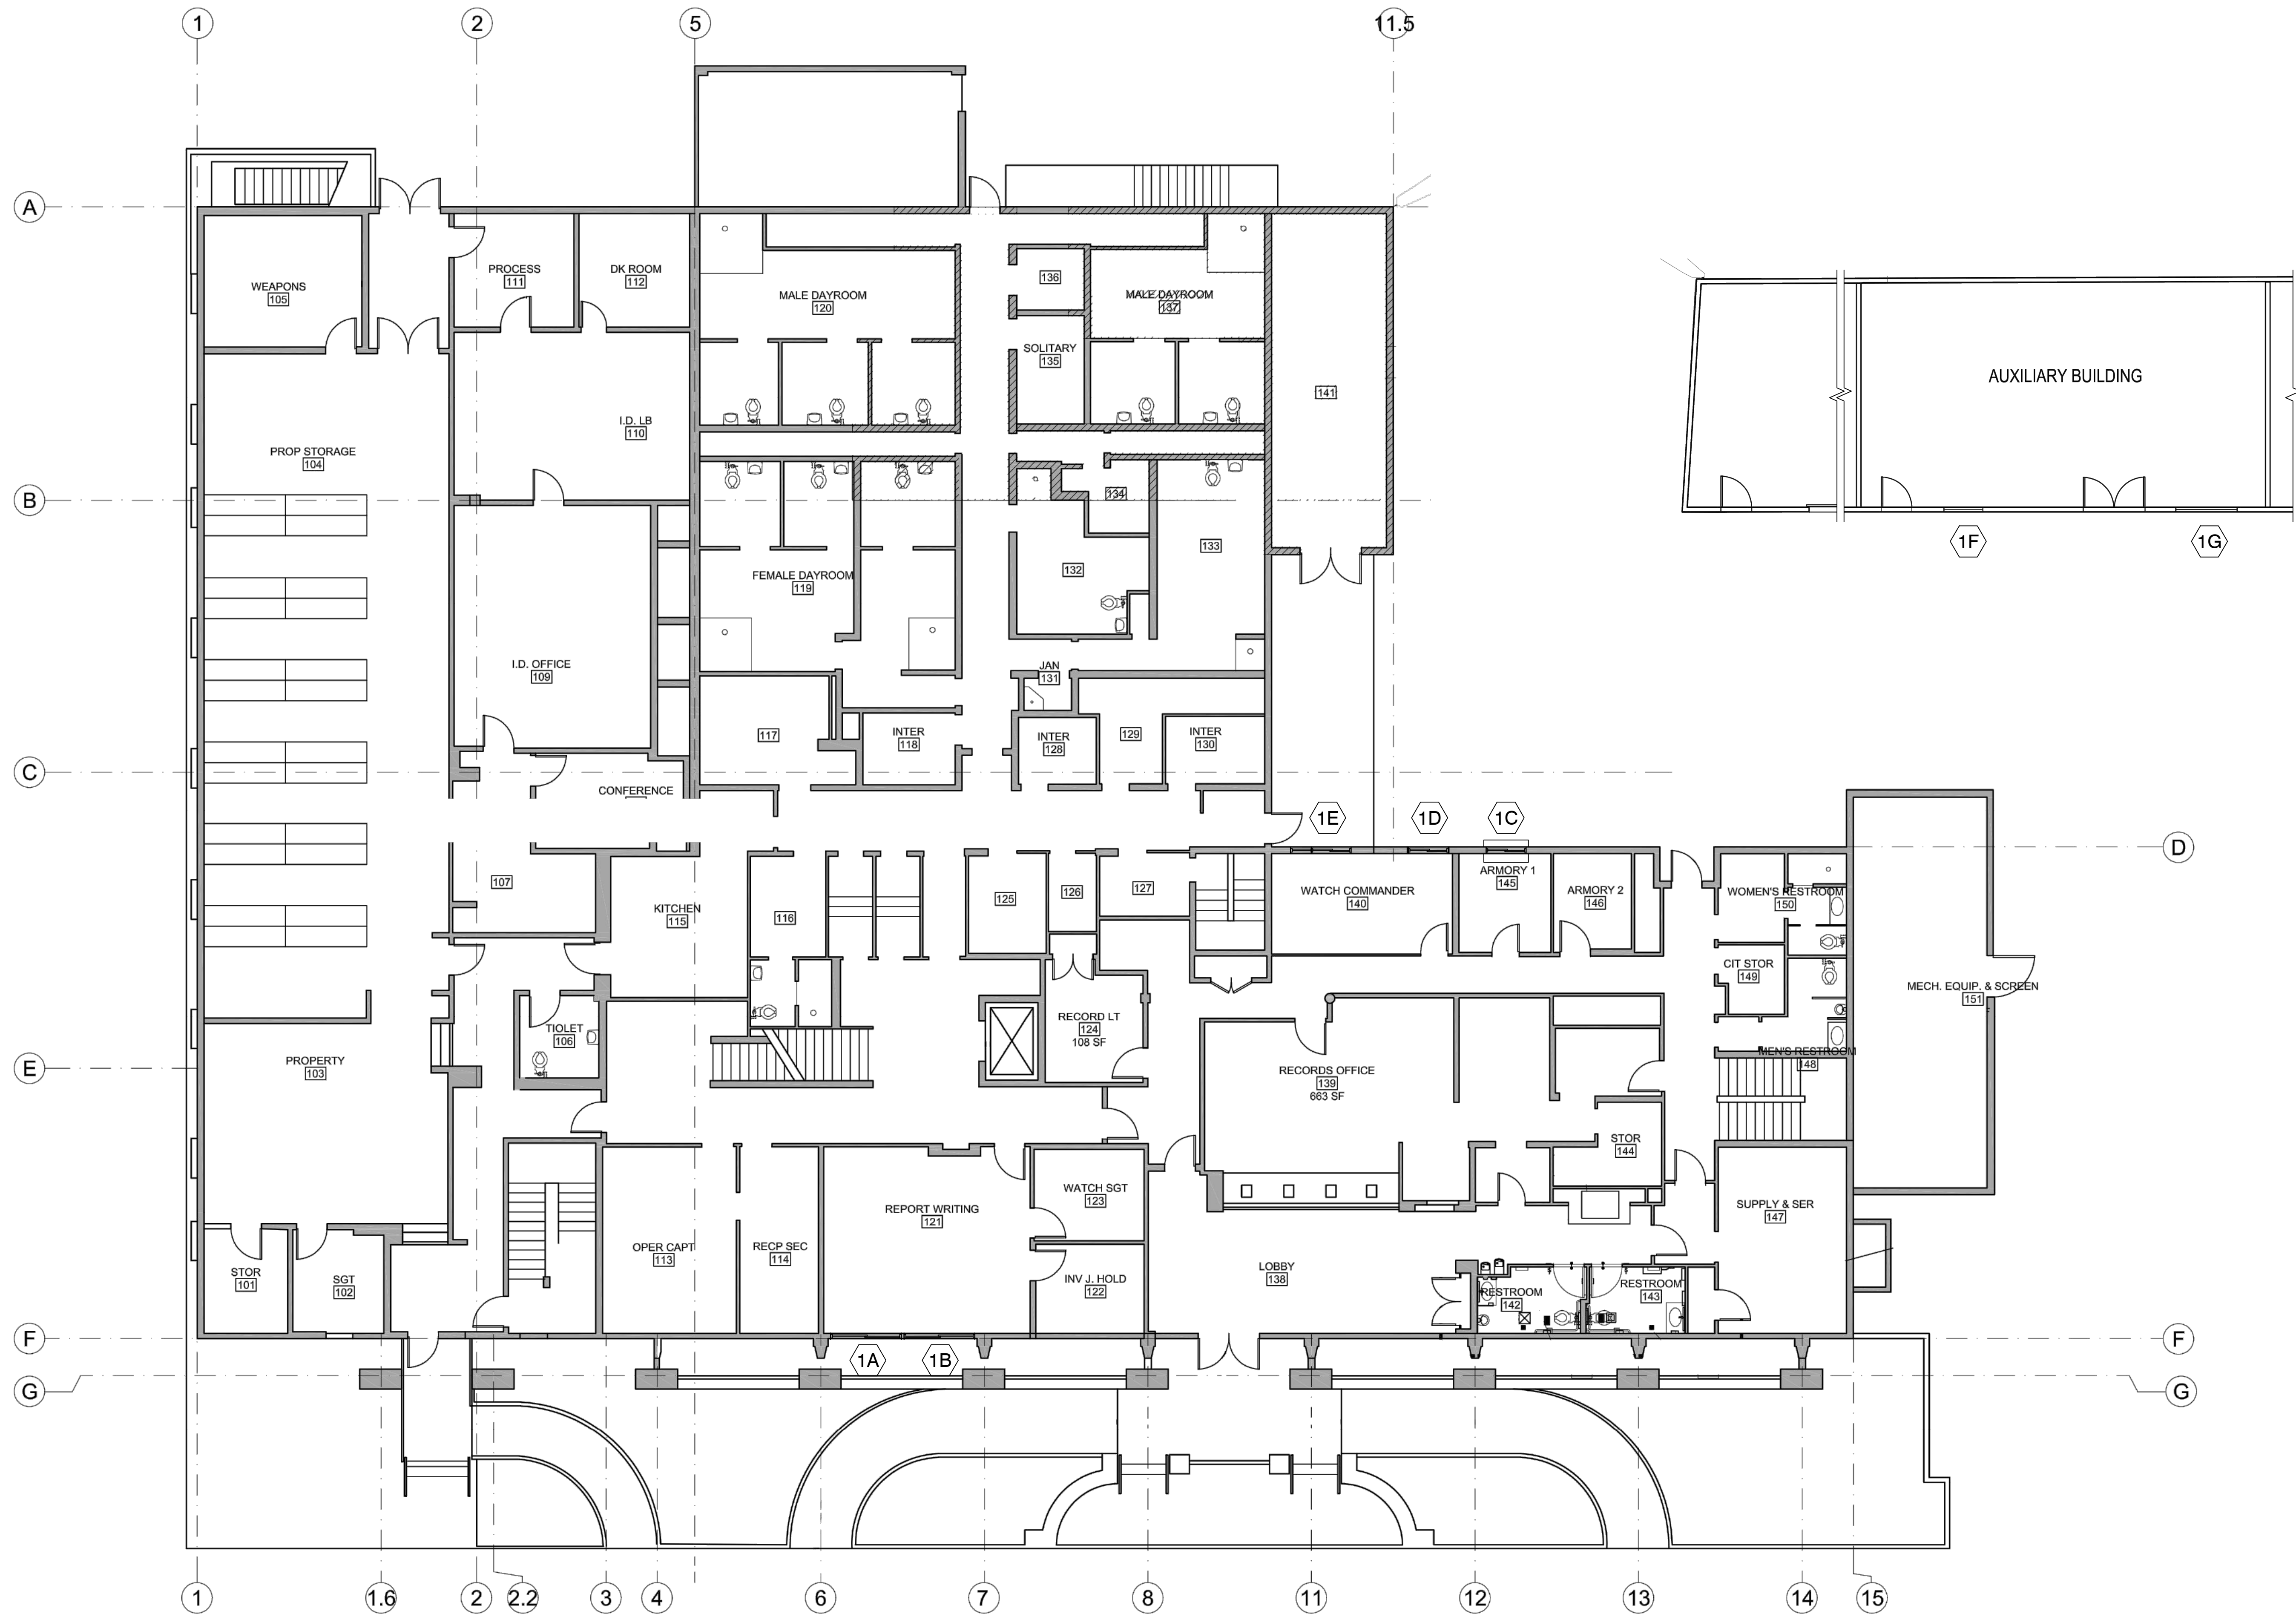 1
2
5
11.5
A
WEAPONS
105
PROCESS
111
DK ROOM
112
MALE DAYROOM
120
136
MALE DAYROOM
137
SOLITARY
135
141
AUXILIARY BUILDING
I.D. LB
110
PROP STORAGE
104
B
134
133
132
1F
1G
FEMALE DAYROOM
119
I.D. OFFICE
109
JAN
131
117
INTER
118
INTER
128
129
INTER
130
C
CONFERENCE
1E
1D
1C
D
107
KITCHEN
115
116
125
126
127
WATCH COMMANDER
140
ARMORY 1
145
ARMORY 2
146
WOMEN'S RESTROOM
150
CIT STOR
149
MECH. EQUIP. & SCREEN
151
TIOLET
106
RECORD LT
124
108 SF
MEN'S RESTROOM
148
E
PROPERTY
103
RECORDS OFFICE
139
663 SF
STOR
144
WATCH SGT
123
REPORT WRITING
121
SUPPLY & SER
147
OPER CAPT
113
RECP SEC
114
STOR
101
SGT
102
INV J. HOLD
122
LOBBY
138
RESTROOM
142
RESTROOM
143
F
F
1A
1B
G
G
1
1.6
2
2.2
3
4
6
7
8
11
12
13
14
15